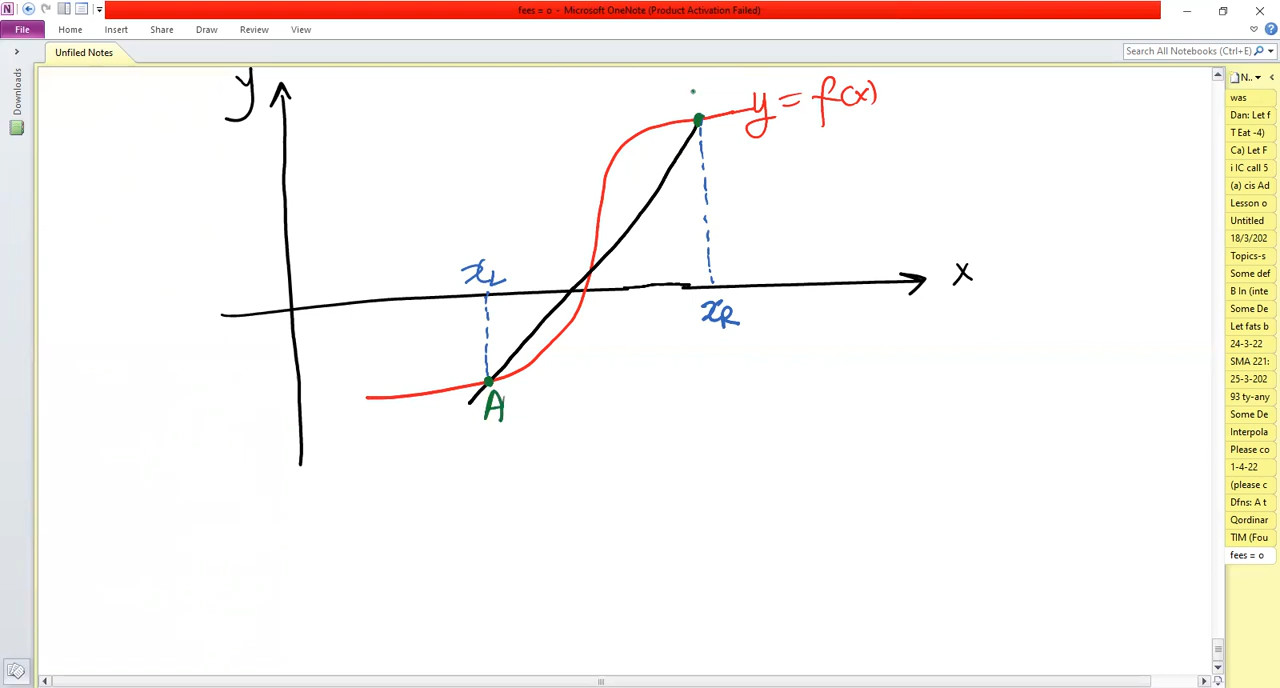 fees = o - Microsoft OneNote (Product Activation Failed)
File Home Insert Share Draw Review View
Unfiled Notes
Search All Notebooks (Ctrl+E)
Downloads
N..
was
Dan: Let f
T Eat -4)
Ca) Let F
i IC call 5
(a) cis Ad
Lesson o
Untitled
18/3/202
Topics-s
Some def
B In (inte
Some De
Let fats b
24-3-22
SMA 221:
25-3-202
93 ty-any
Some De
Interpola
Please co
1-4-22
(please c
Dfns: A t
Qordinar
TIM (Fou
fees = o
y
y = f(x)
x_L
x
x_R
A